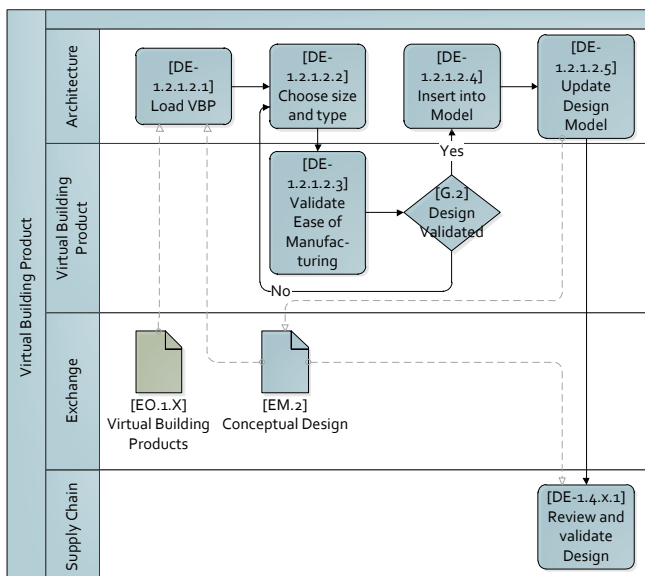 Virtual Building Product
Architecture
[DE-
1.2.1.2.1]
Load VBP
[DE-
1.2.1.2.2]
Choose size
and type
[DE-
1.2.1.2.4]
Insert into
Model
[DE-
1.2.1.2.5]
Update
Design
Model
Yes
Virtual Building
Product
[DE-
1.2.1.2.3]
Validate
Ease of
Manufac-
turing
[G.2]
Design
Validated
No
Exchange
[EO.1.X]
Virtual Building
Products
[EM.2]
Conceptual Design
Supply Chain
[DE-1.4.x.1]
Review and
validate
Design